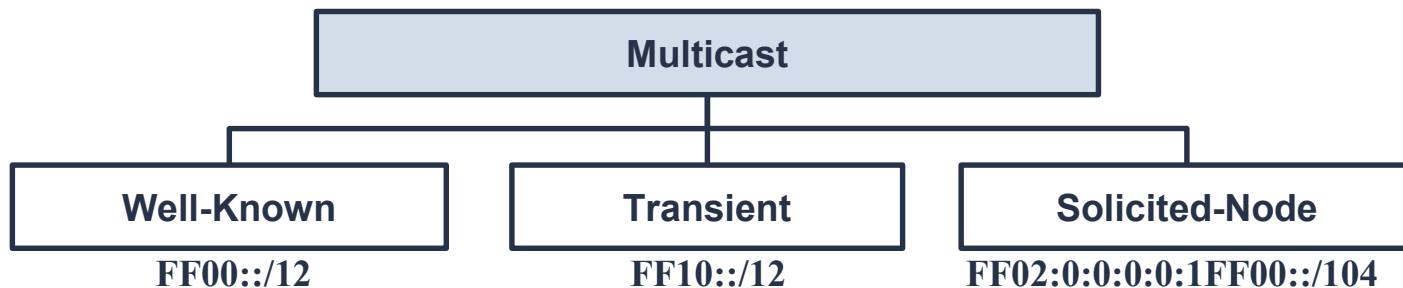 Multicast
Well-Known
Transient
Solicited-Node
FF00::/12
FF10::/12
FF02:0:0:0:0:1FF00::/104